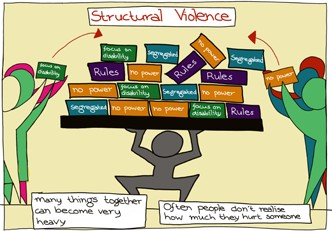 Structural Violence
focus on
disability
focus on
disability
segregated
no power
segregated
no power
Rules
no power
Rules
Rules
no power
focus on
disability
segregated
no power
segregated
no power
no power
focus on
disability
Rules
many things together
can become very
heavy
Often people don't realise
how much they hurt someone